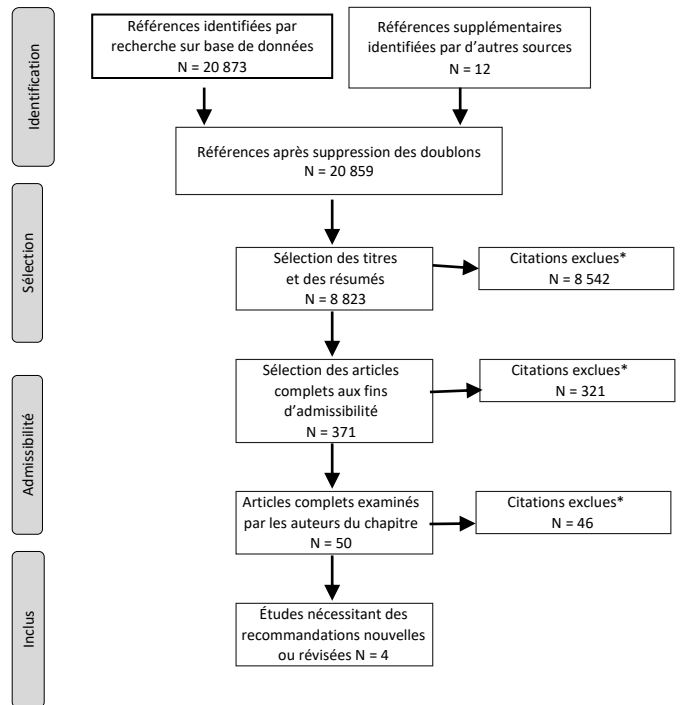 Identification
Références identifiées par
recherche sur base de données
N = 20 873
Références supplémentaires
identifiées par d'autres sources
N = 12
Références après suppression des doublons
N = 20 859
Sélection
Sélection des titres
et des résumés
N = 8 823
Citations exclues*
N = 8 542
Admissibilité
Sélection des articles
complets aux fins
d'admissibilité
N = 371
Citations exclues*
N = 321
Articles complets examinés
par les auteurs du chapitre
N = 50
Citations exclues*
N = 46
Inclus
Études nécessitant des
recommandations nouvelles
ou révisées N = 4